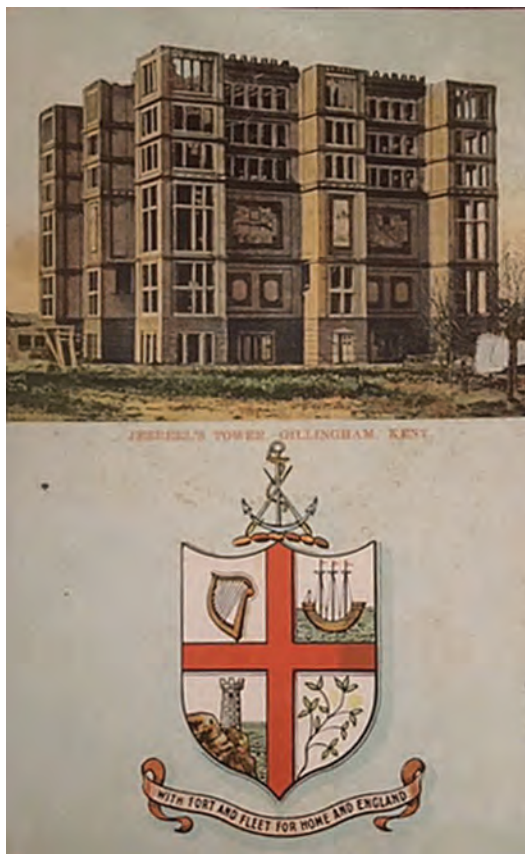 JEZREEL'S TOWER, GILLINGHAM, KENT.
WITH FORT AND FLEET FOR HOME AND ENGLAND